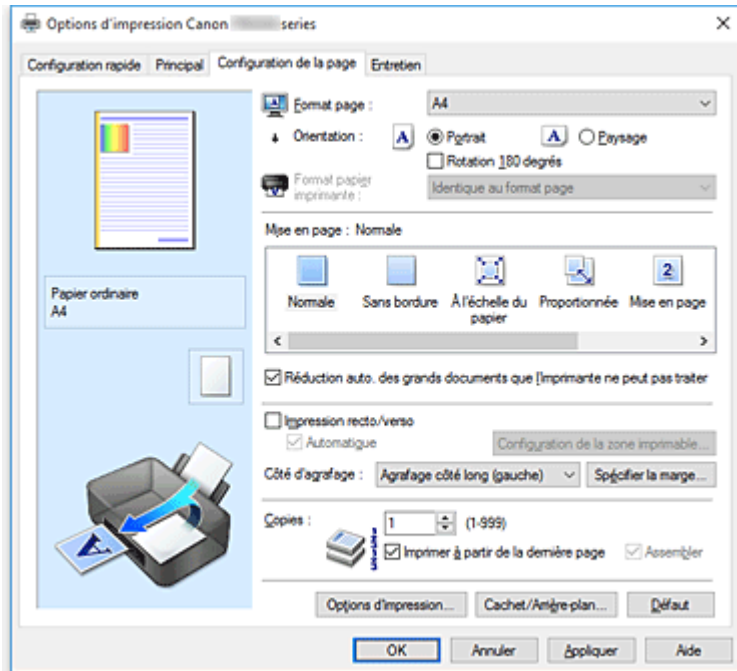 Options d'impression Canon series
Configuration rapide Principal Configuration de la page Entretien
Format page : A4
Orientation : A Portrait A Paysage
Rotation 180 degrés
Format papier
imprimante : Identique au format page
Mise en page : Normale
2
Normale Sans bordure À l'échelle du papier Proportionnée Mise en page
Papier ordinaire
A4
Réduction auto. des grands documents que l'imprimante ne peut pas traiter
Impression recto/verso
Automatique Configuration de la zone imprimable...
Côté d'agrafage : Agrafage côté long (gauche) Spécifier la marge...
Copies : 1 (1-999)
Imprimer à partir de la dernière page Assembler
A
Options d'impression... Cachet/Arrière-plan... Défaut
OK Annuler Appliquer Aide